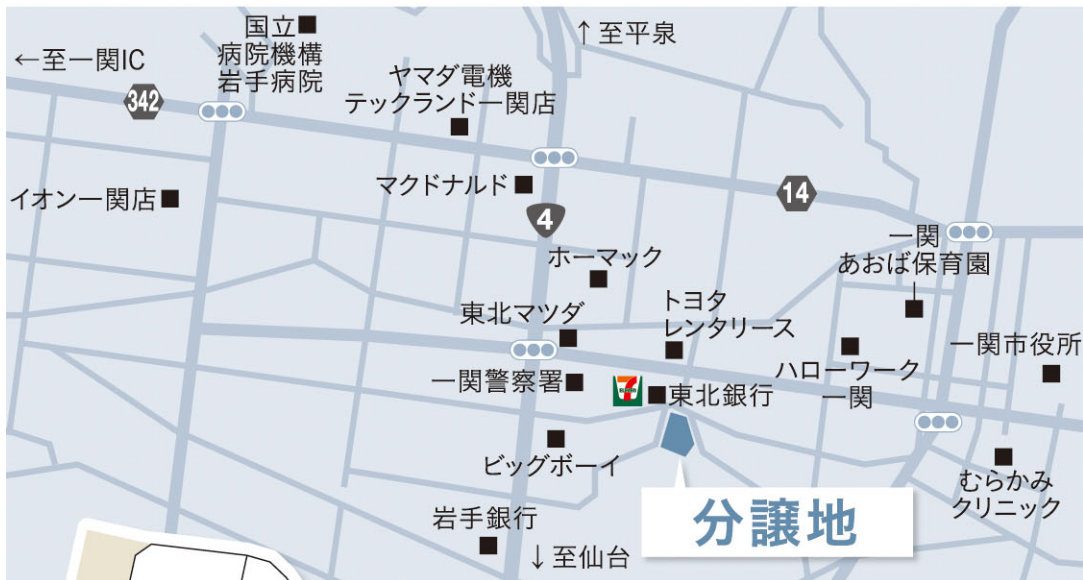 ←至一関IC
国立
病院機構
岩手病院
↑至平泉
342
ヤマダ電機
テックランド一関店
イオン一関店
マクドナルド
14
4
一関
あおば保育園
ホーマック
東北マツダ
トヨタ
レンタリース
一関市役所
ハローワーク
一関
一関警察署
7
ELEVEN
東北銀行
ビッグボーイ
むらかみ
クリニック
分譲地
岩手銀行
↓至仙台